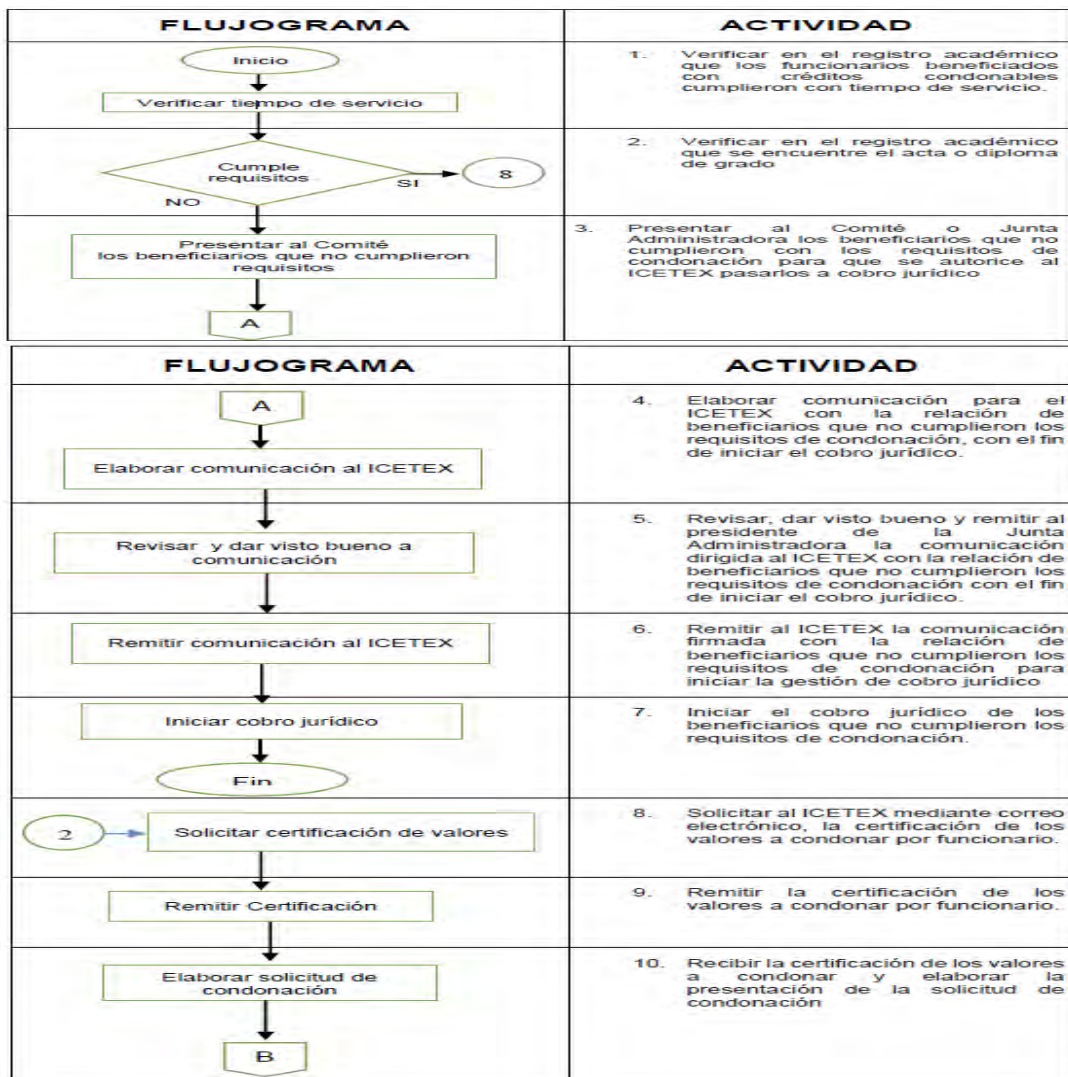 FLUJOGRAMA
ACTIVIDAD
Inicio
Verificar tiempo de servicio
1. Verificar en el registro académico
que los funcionarios beneficiados
con créditos condonables
cumplieron con tiempo de servicio.
Cumple
requisitos
SI
8
NO
2. Verificar en el registro académico
que se encuentre el acta o diploma
de grado
Presentar al Comité
los beneficiarios que no cumplieron
requisitos
A
3. Presentar al Comité o Junta
Administradora los beneficiarios que no
cumplieron con los requisitos de
condonación para que se autorice al
ICETEX pasarlos a cobro jurídico
FLUJOGRAMA
ACTIVIDAD
A
Elaborar comunicación al ICETEX
4. Elaborar comunicación para el
ICETEX con la relación de
beneficiarios que no cumplieron los
requisitos de condonación, con el fin
de iniciar el cobro jurídico.
Revisar y dar visto bueno a
comunicación
5. Revisar, dar visto bueno y remitir al
presidente de la Junta
Administradora la comunicación
dirigida al ICETEX con la relación de
beneficiarios que no cumplieron los
requisitos de condonación con el fin
de iniciar el cobro jurídico.
Remitir comunicación al ICETEX
6. Remitir al ICETEX la comunicación
firmada con la relación de
beneficiarios que no cumplieron los
requisitos de condonación para
iniciar la gestión de cobro jurídico
Iniciar cobro jurídico
Fin
7. Iniciar el cobro jurídico de los
beneficiarios que no cumplieron los
requisitos de condonación.
2
Solicitar certificación de valores
8. Solicitar al ICETEX mediante correo
electrónico, la certificación de los
valores a condonar por funcionario.
Remitir Certificación
9. Remitir la certificación de los
valores a condonar por funcionario.
Elaborar solicitud de
condonación
B
10. Recibir la certificación de los valores
a condonar y elaborar la
presentación de la solicitud de
condonación